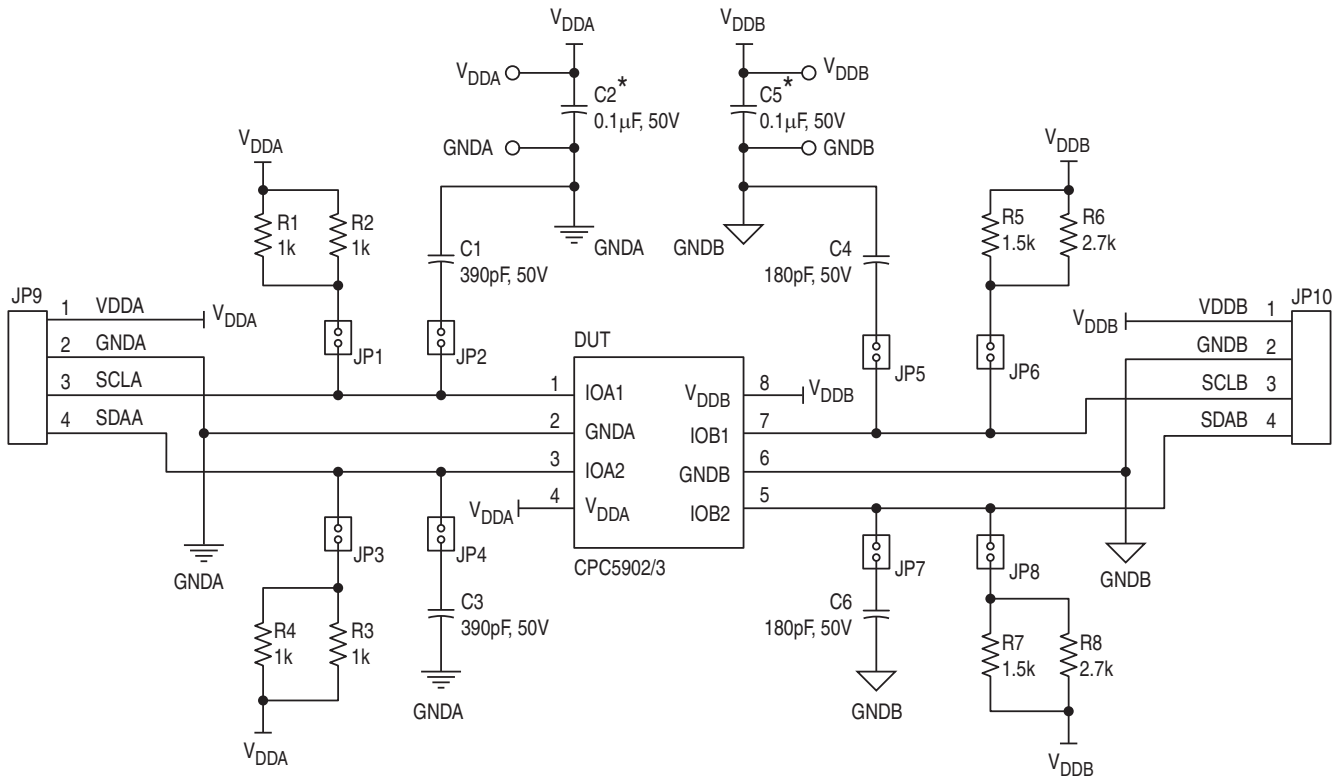 VDDA
VDDB
VDDA
C2*
0.1µF, 50V
GNDA
VDDB
C5*
0.1µF, 50V
GNDB
GNDA
GNDB
VDDA
R1
1k
R2
1k
C1
390pF, 50V
C4
180pF, 50V
VDDB
R5
1.5k
R6
2.7k
JP9
1 VDDA
VDDA
2 GNDA
3 SCLA
4 SDAA
JP1
JP2
JP5
JP6
JP10
VDDB
VDDB 1
GNDB 2
SCLB 3
SDAB 4
DUT
1 IOA1
2 GNDA
3 IOA2
4 VDDA
VDDA
VDDB 8
VDDB
IOB1 7
GNDB 6
IOB2 5
CPC5902/3
GNDA
JP3
JP4
R4
1k
R3
1k
C3
390pF, 50V
GNDA
VDDA
JP7
JP8
C6
180pF, 50V
GNDB
R7
1.5k
R8
2.7k
GNDB
VDDB